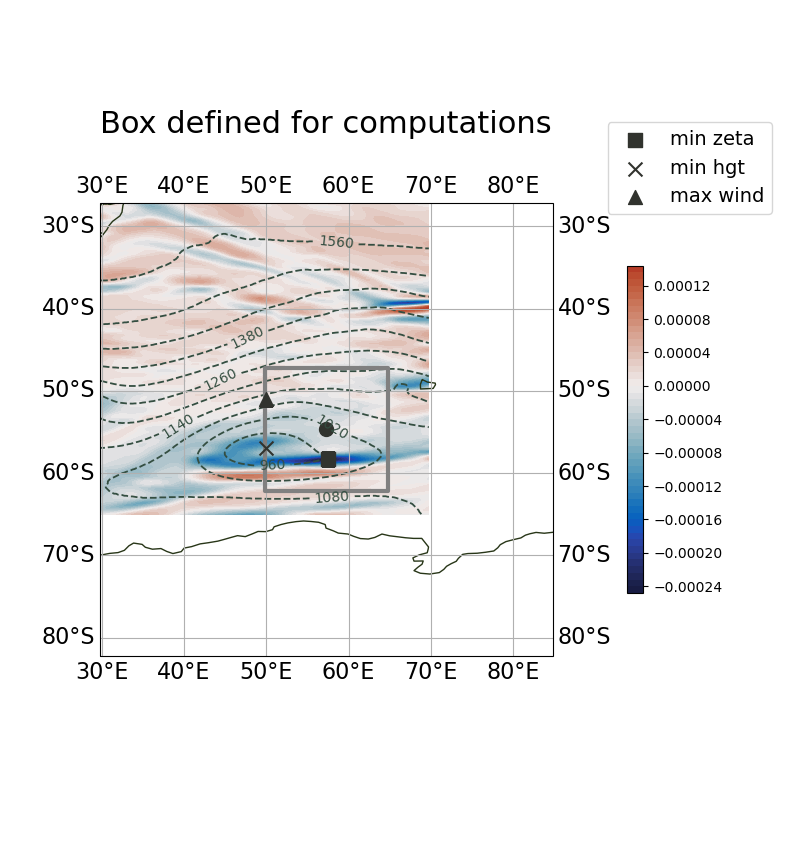 Box defined for computations
min zeta
min hgt
max wind
30°E 40°E 50°E 60°E 70°E 80°E
30°S 30°S
40°S 40°S
50°S 50°S
60°S 60°S
70°S 70°S
80°S 80°S
30°E 40°E 50°E 60°E 70°E 80°E
1560
1380
1260
1140
1020
960
1080
0.00012
0.00008
0.00004
0.00000
−0.00004
−0.00008
−0.00012
−0.00016
−0.00020
−0.00024